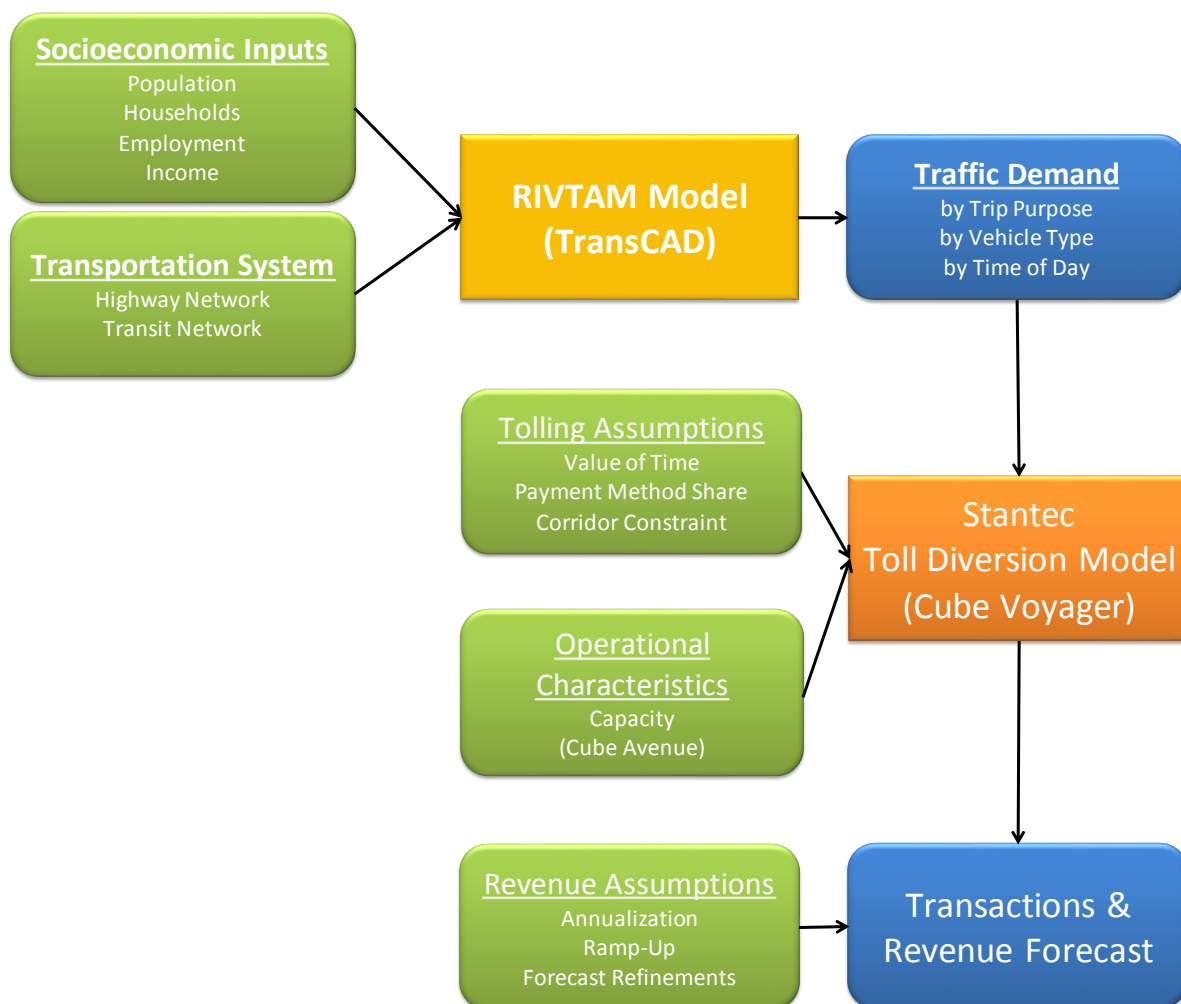 Socioeconomic Inputs
Population
Households
Employment
Income
Transportation System
Highway Network
Transit Network
RIVTAM Model
(TransCAD)
Traffic Demand
by Trip Purpose
by Vehicle Type
by Time of Day
Tolling Assumptions
Value of Time
Payment Method Share
Corridor Constraint
Operational
Characteristics
Capacity
(Cube Avenue)
Stantec
Toll Diversion Model
(Cube Voyager)
Revenue Assumptions
Annualization
Ramp-Up
Forecast Refinements
Transactions &
Revenue Forecast